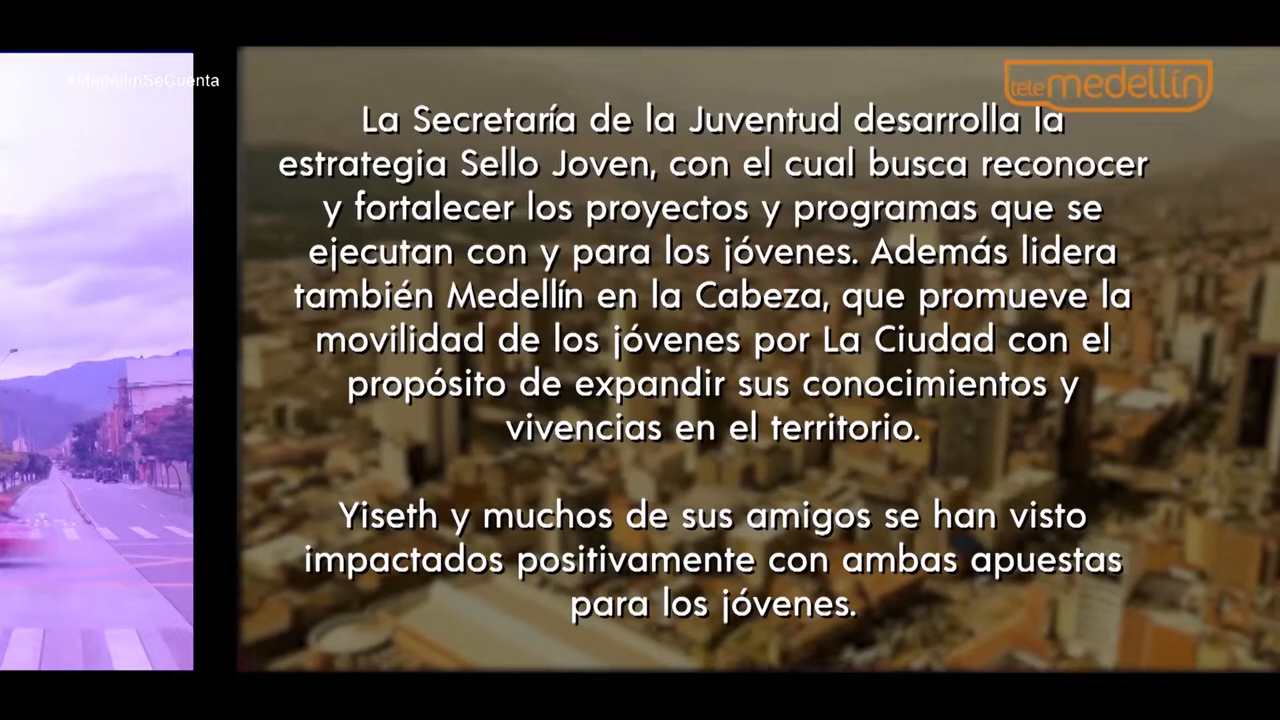 #MedellínSeCuenta
tele medellín
La Secretaría de la Juventud desarrolla la
estrategia Sello Joven, con el cual busca reconocer
y fortalecer los proyectos y programas que se
ejecutan con y para los jóvenes. Además lidera
también Medellín en la Cabeza, que promueve la
movilidad de los jóvenes por La Ciudad con el
propósito de expandir sus conocimientos y
vivencias en el territorio.
Yiseth y muchos de sus amigos se han visto
impactados positivamente con ambas apuestas
para los jóvenes.